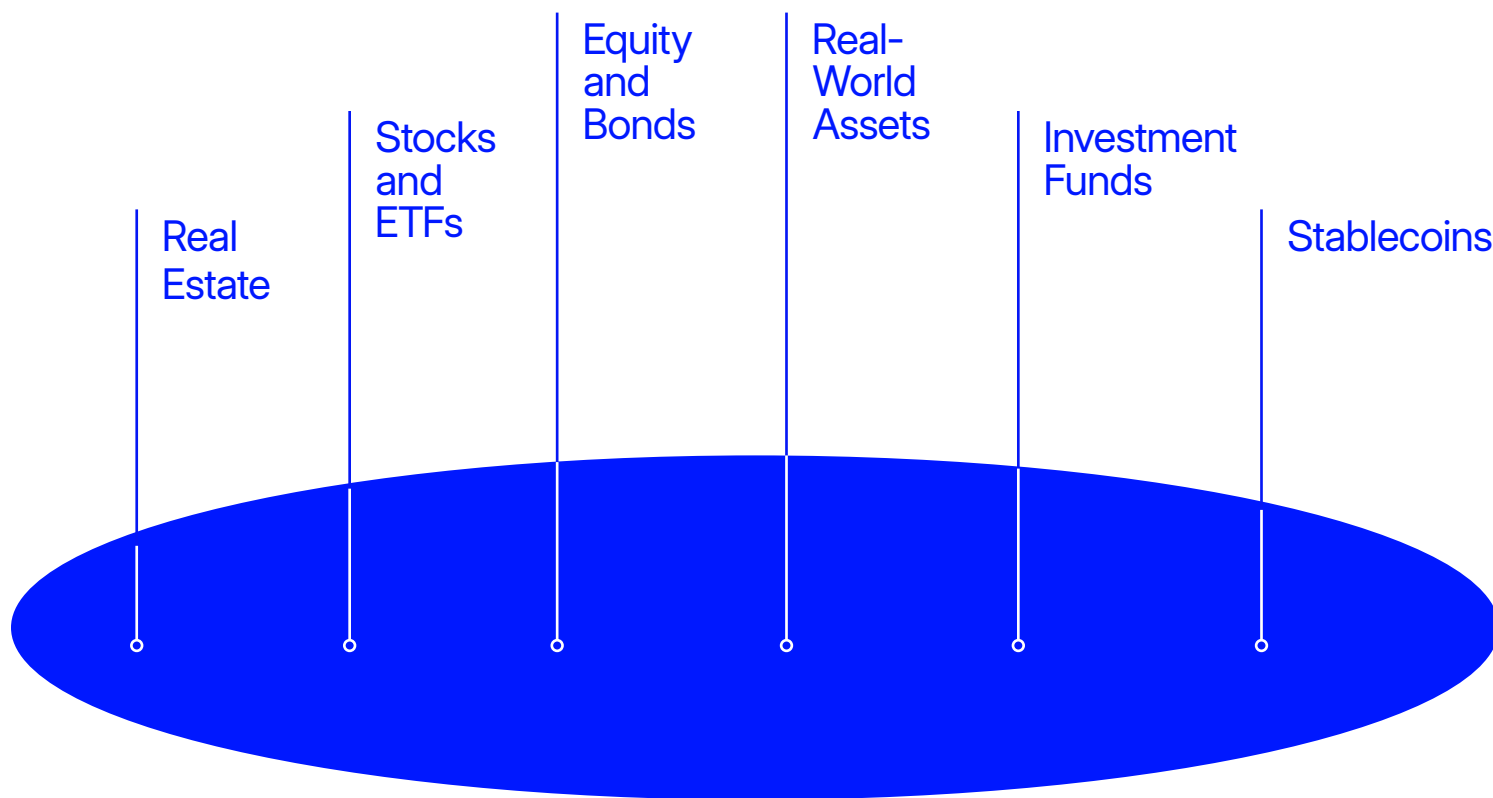 Real
Estate
Stocks
and
ETFs
Equity
and
Bonds
Real-
World
Assets
Investment
Funds
Stablecoins